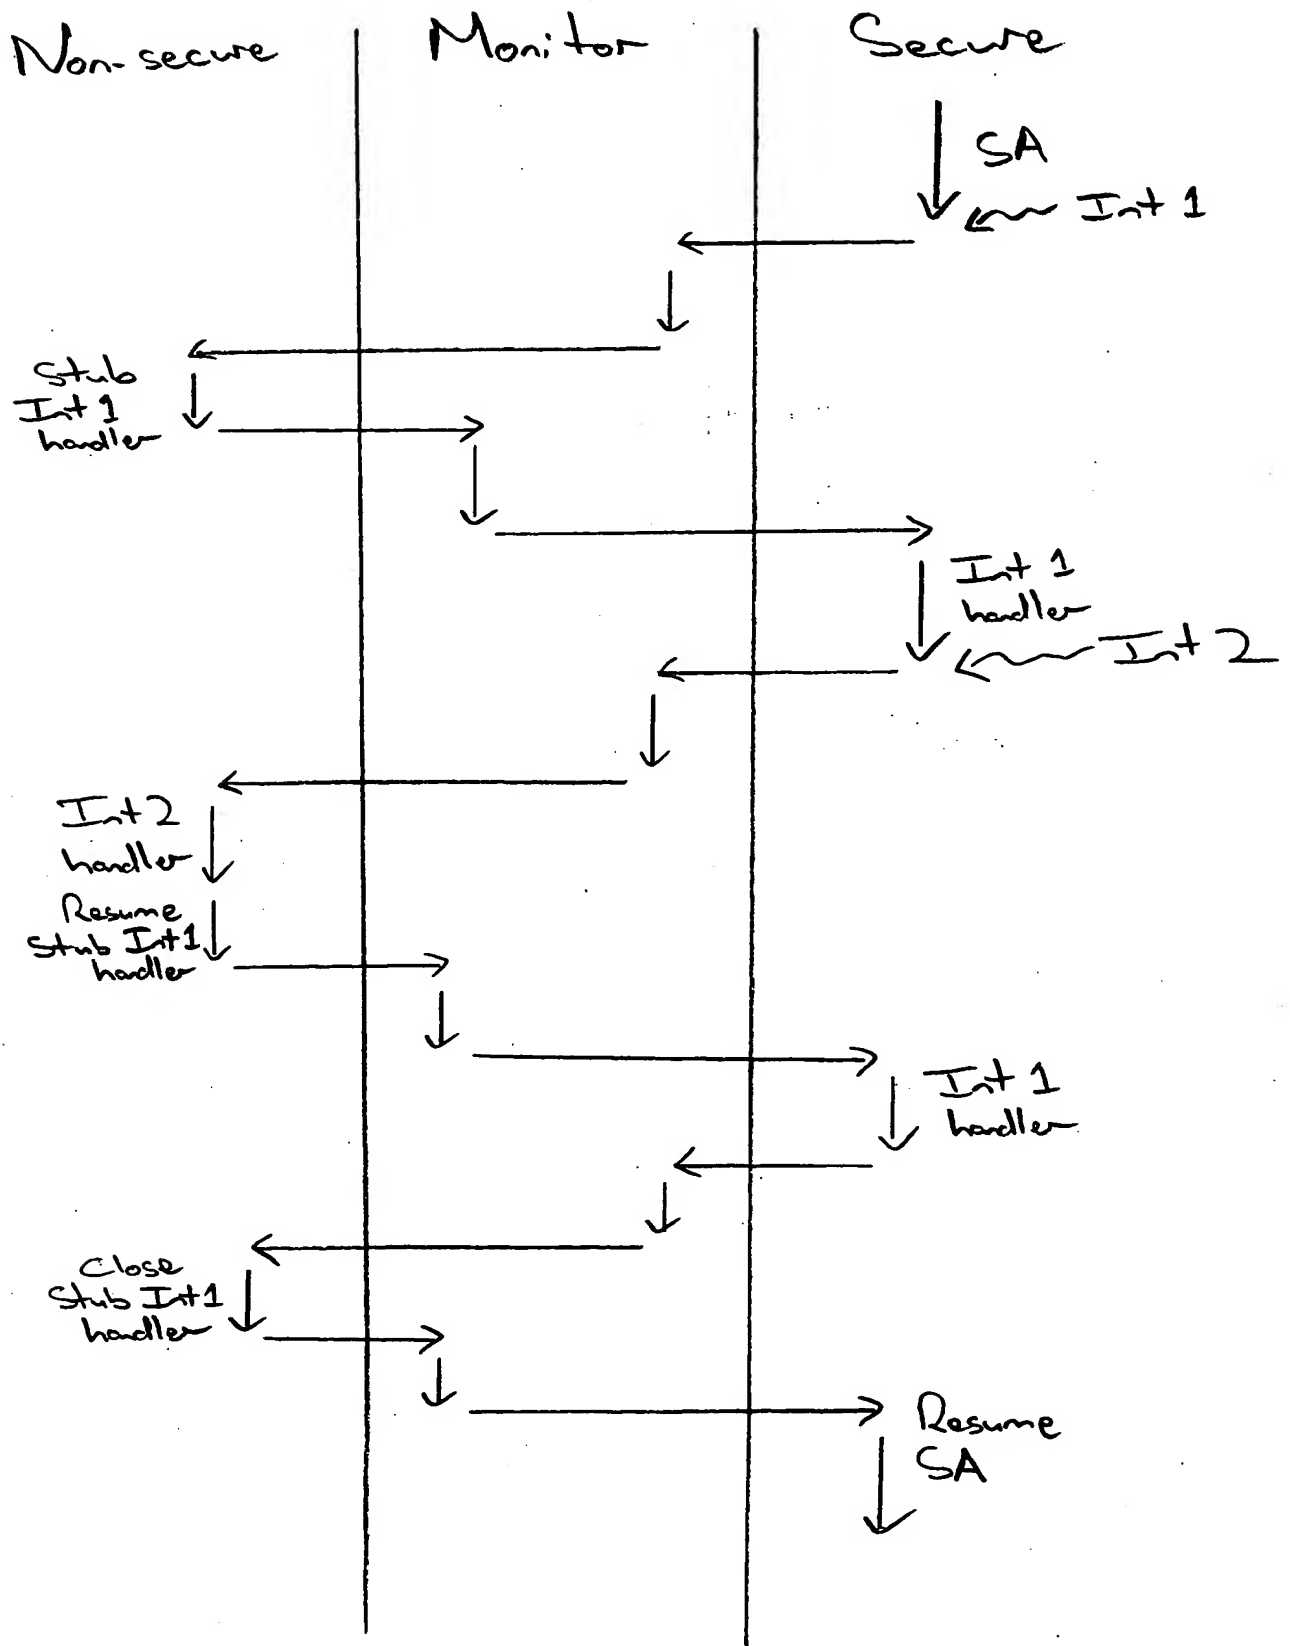 Non-secure
Monitor
Secure
SA
Int 1
Stub
Int 1
handler
Int 1
handler
Int 2
Int 2
handler
Resume
Stub Int 1
handler
Int 1
handler
Close
Stub Int 1
handler
Resume
SA